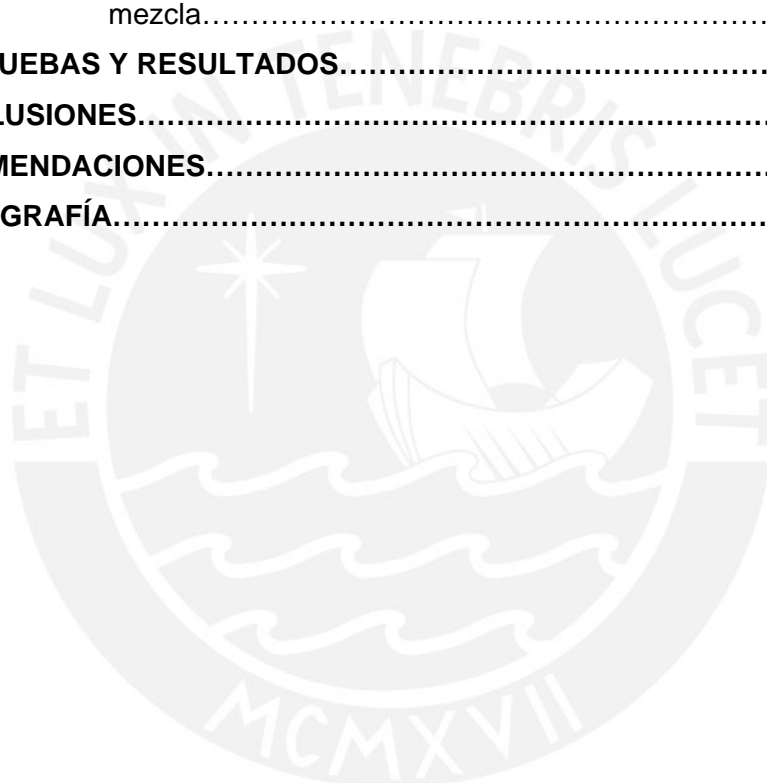 mezcla…………………………………………………………
UEBAS Y RESULTADOS………………………………………
LUSIONES………………………………………………………
MENDACIONES…………………………………………………
GRAFÍA……………………………………………………………
ET LUX IN TENEBRIS LUCET
MCMXVII